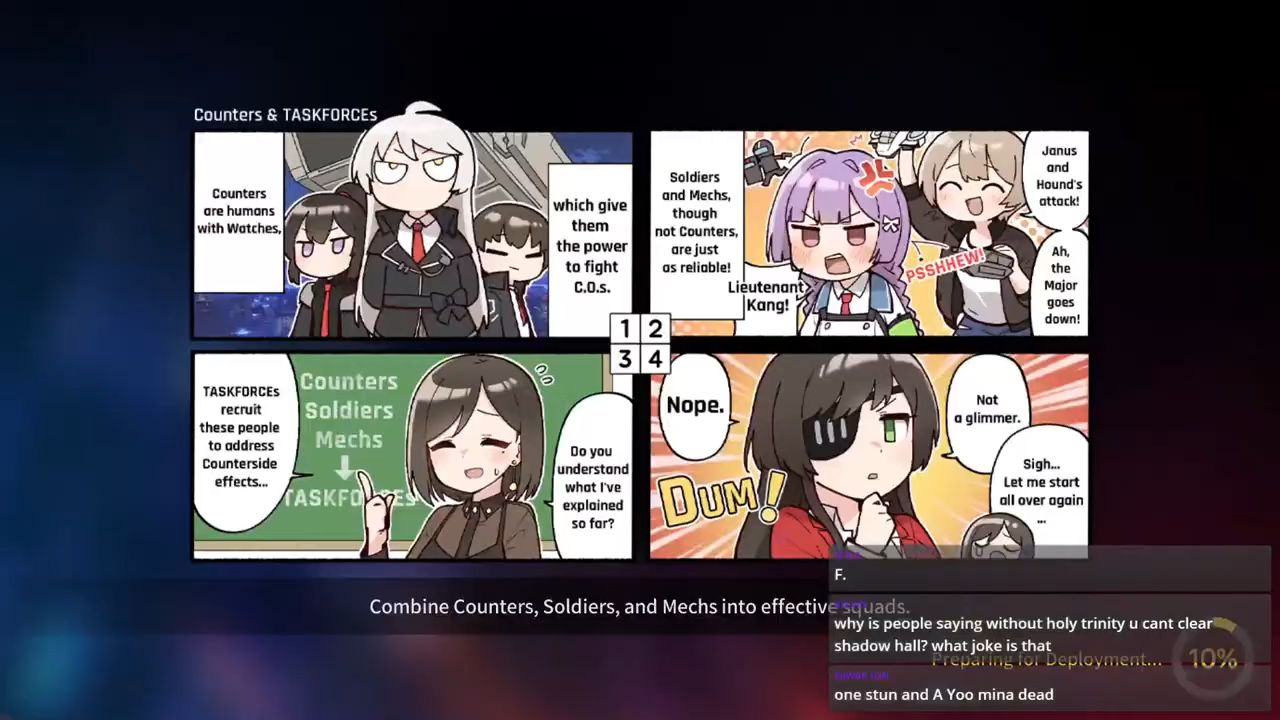 Counters & TASKFORCEs
Counters
are humans
with Watches,
which give
them
the power
to fight
C.O.s.
Soldiers
and Mechs,
though
not Counters,
are just
as reliable!
Lieutenant
Kang!
PSSHHEW!
Janus
and
Hound's
attack!
Ah,
the
Major
goes
down!
1 2
3 4
TASKFORCEs
recruit
these people
to address
Counterside
effects...
Counters
Soldiers
Mechs
TASKFORCEs
Do you
understand
what I've
explained
so far?
Nope.
DUM!
Not
a glimmer.
Sigh...
Let me start
all over again
...
Combine Counters, Soldiers, and Mechs into effective squads.
F.
why is people saying without holy trinity u cant clear
shadow hall? what joke is that
Preparing for Deployment... 10%
one stun and A Yoo mina dead